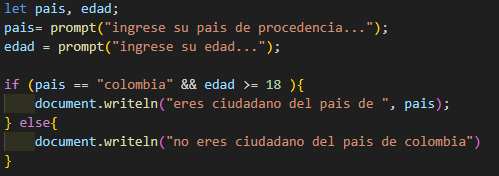 let pais, edad;
pais= prompt("ingrese su pais de procedencia...");
edad = prompt("ingrese su edad...");
if (pais == "colombia" && edad >= 18 ){
document.writeln("eres ciudadano del pais de ", pais);
} else{
document.writeln("no eres ciudadano del pais de colombia")
}